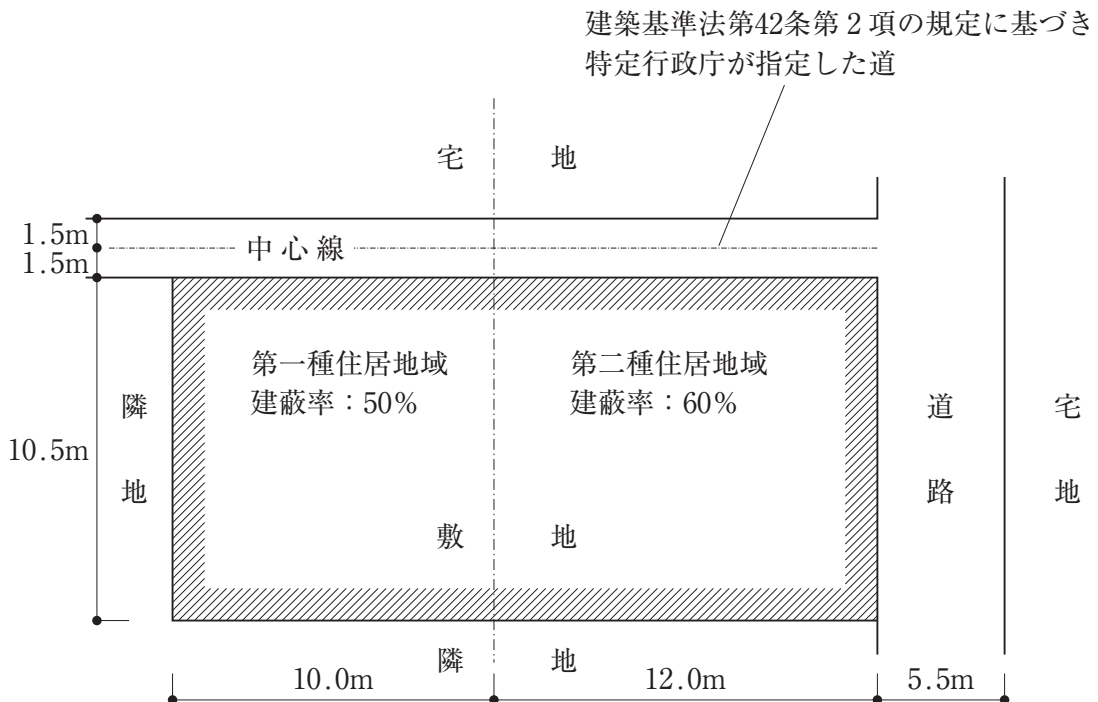 建築基準法第42条第2項の規定に基づき
特定行政庁が指定した道
宅 地
1.5m
中心線
1.5m
第一種住居地域
建蔽率：50%
第二種住居地域
建蔽率：60%
隣地
10.5m
道路
宅地
敷 地
隣 地
10.0m
12.0m
5.5m